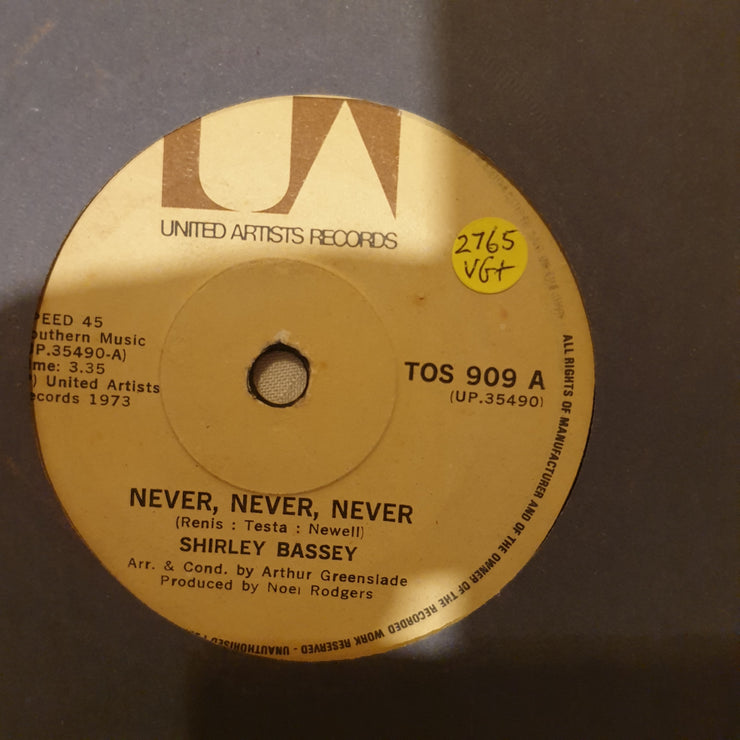 UA
UNITED ARTISTS RECORDS
2765
VG+
PEED 45
outhern Music
P.35490-A)
me: 3.35
) United Artists
ecords 1973
TOS 909 A
(UP.35490)
NEVER, NEVER, NEVER
(Renis : Testa : Newell)
SHIRLEY BASSEY
Arr. & Cond. by Arthur Greenslade
Produced by Noel Rodgers
ALL RIGHTS OF MANUFACTURER AND OF THE OWNER OF THE RECORDED WORK RESERVED - UNAUTHORISED